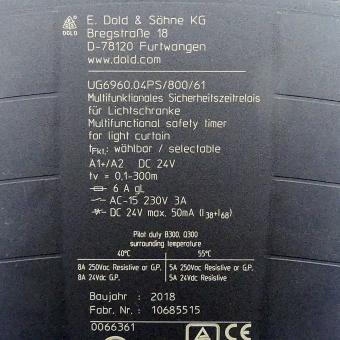 DOLD
E. Dold & Söhne KG
Bregstraße 18
D-78120 Furtwangen
www.dold.com
UG6960.04PS/800/61
Multifunktionales Sicherheitszeitrelais
für Lichtschranke
Multifunctional safety timer
for light curtain
tFkt.: wählbar / selectable
A1+/A2 DC 24V
tv = 0,1-300m
6 A gL
AC-15 230V 3A
DC 24V max. 50mA (I38+I68)
Pilot duty B300, Q300
surrounding temperature
40°C 55°C
8A 250Vac Resistive or G.P. 5A 250Vac Resistive or G.P.
8A 24Vdc G.P. 5A 24Vdc Resistive
Baujahr : 2018
Fabr. Nr.: 10685515
0066361
CE